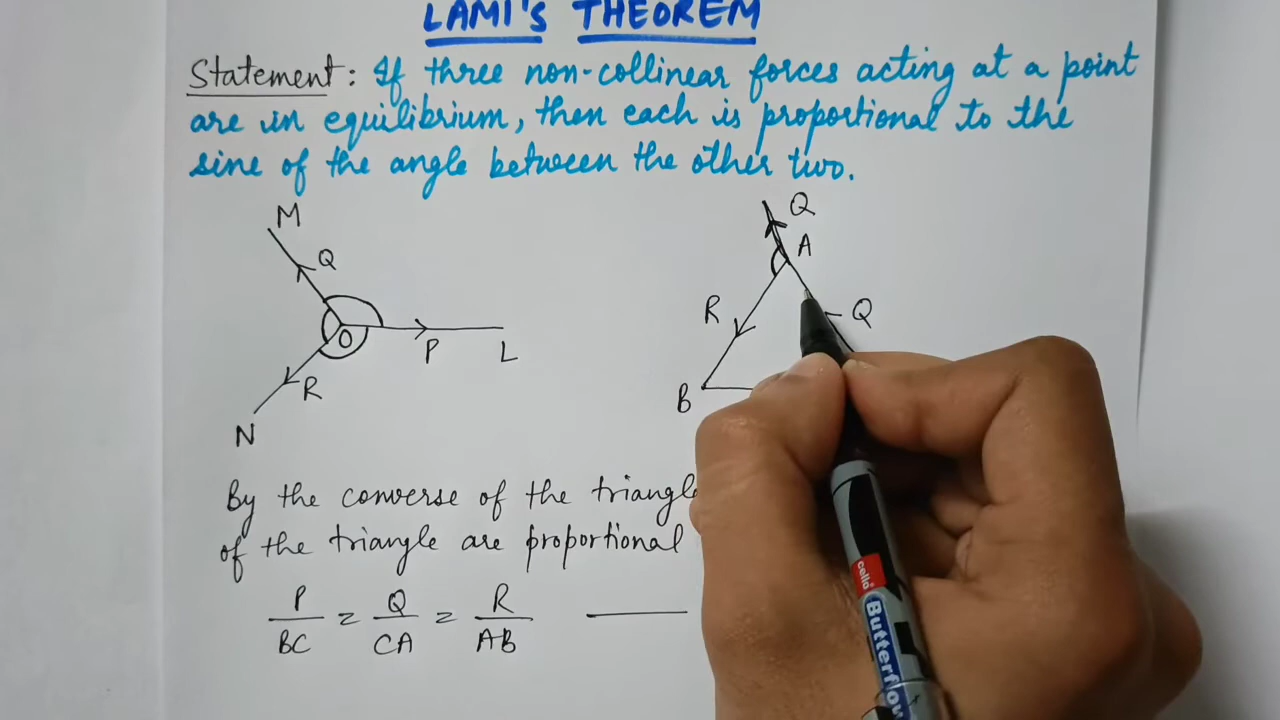 LAMI'S THEOREM
Statement: If three non-collinear forces acting at a point
are in equilibrium, then each is proportional to the
sine of the angle between the other two.
M
Q
O
P
L
R
N
Q
A
R
Q
B
By the converse of the triangle
of the triangle are proportional
P/BC = Q/CA = R/AB
cello
Butterflow